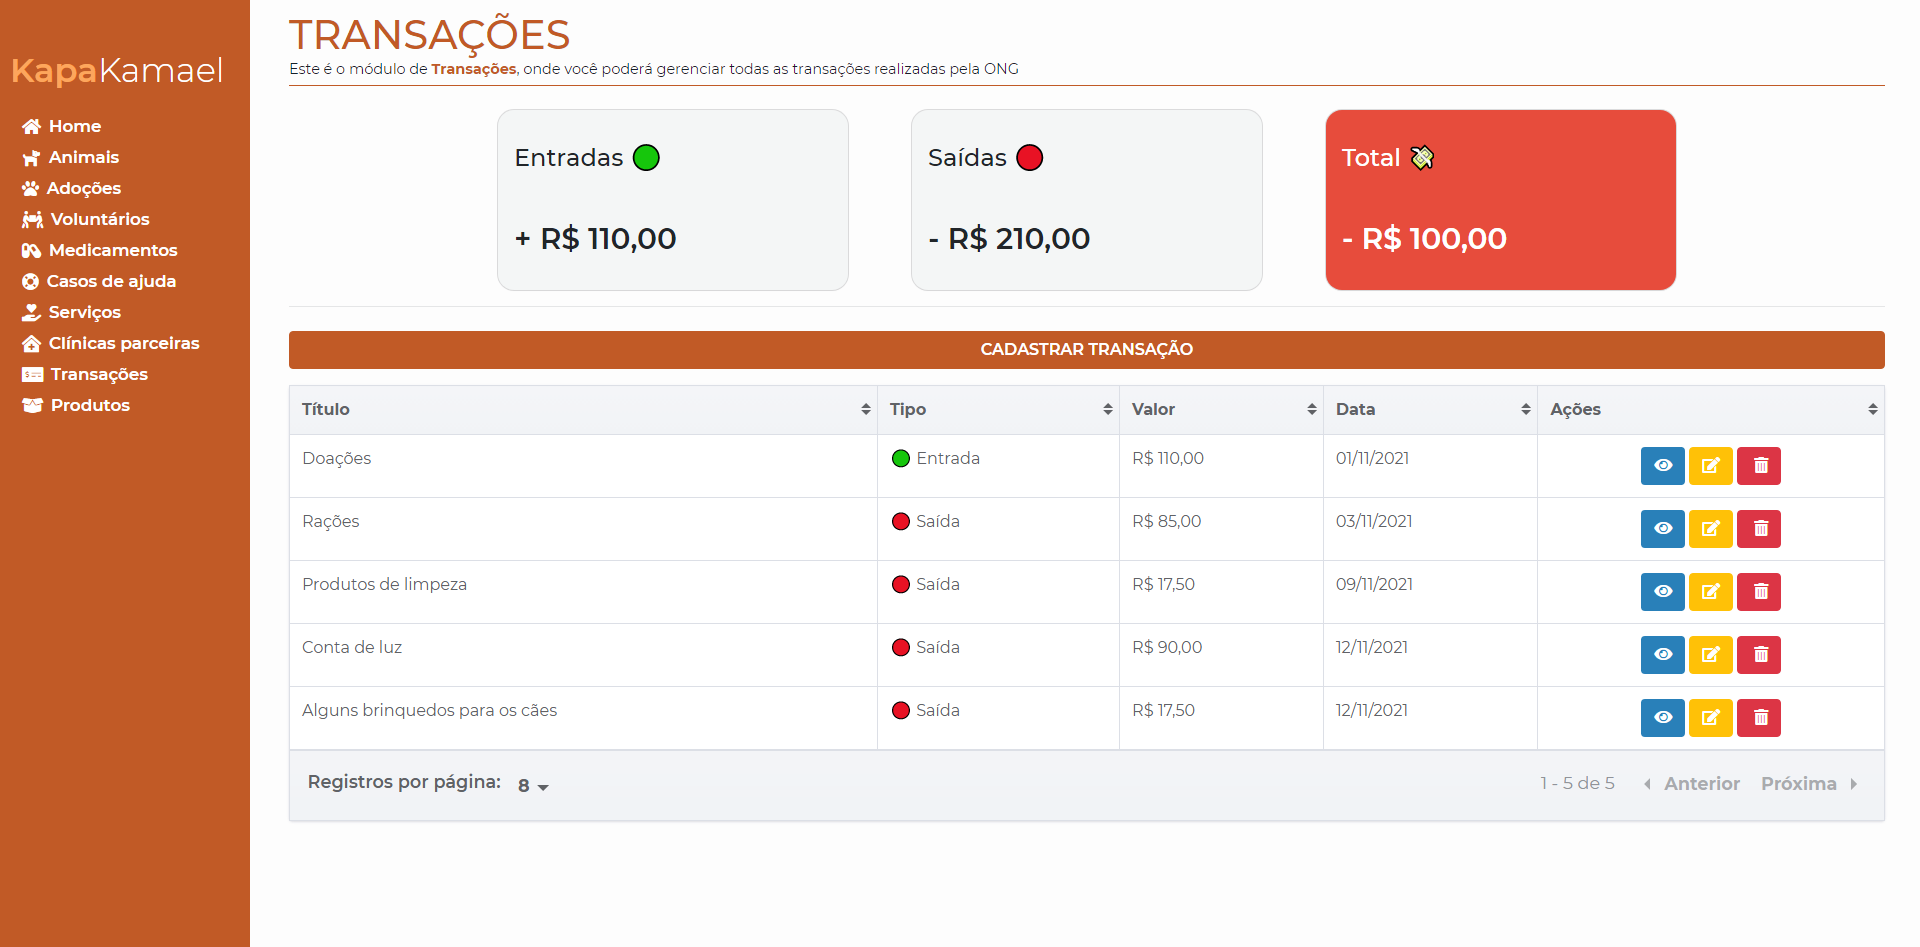 KapaKamael
Home
Animais
Adoções
Voluntários
Medicamentos
Casos de ajuda
Serviços
Clínicas parceiras
Transações
Produtos
TRANSAÇÕES
Este é o módulo de Transações, onde você poderá gerenciar todas as transações realizadas pela ONG
Entradas
+ R$ 110,00
Saídas
- R$ 210,00
Total
- R$ 100,00
CADASTRAR TRANSAÇÃO
Título Tipo Valor Data Ações
Doações Entrada R$ 110,00 01/11/2021
Rações Saída R$ 85,00 03/11/2021
Produtos de limpeza Saída R$ 17,50 09/11/2021
Conta de luz Saída R$ 90,00 12/11/2021
Alguns brinquedos para os cães Saída R$ 17,50 12/11/2021
Registros por página: 8 1 - 5 de 5 Anterior Próxima